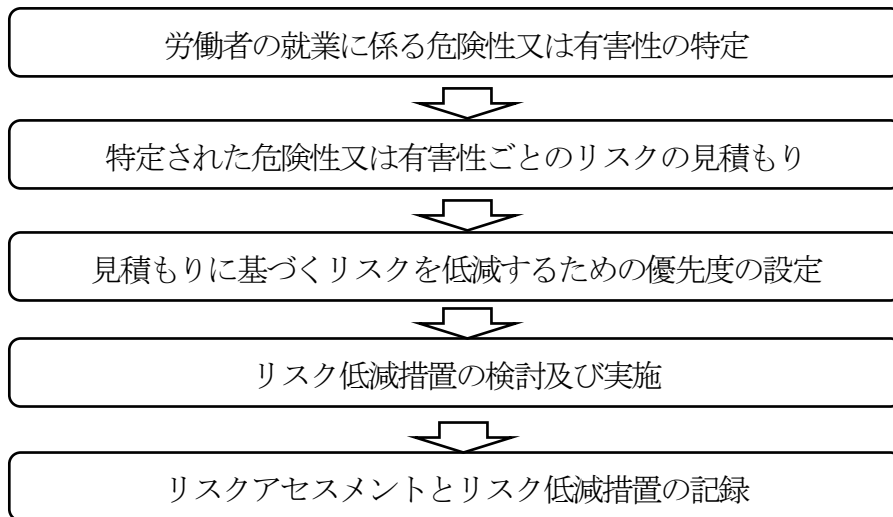 労働者の就業に係る危険性又は有害性の特定
特定された危険性又は有害性ごとのリスクの見積もり
見積もりに基づくリスクを低減するための優先度の設定
リスク低減措置の検討及び実施
リスクアセスメントとリスク低減措置の記録